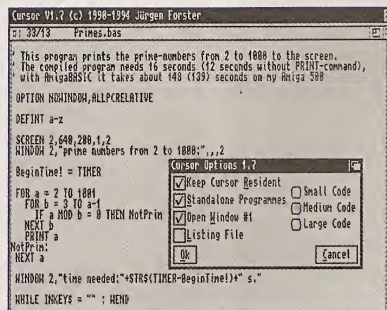 Cursor V1.? (c) 1990-1994 Jürgen Forster
33/13 Primes.bas
' This program prints the prime-numbers from 2 to 1000 to the screen.
' The compiled program needs 16 seconds (12 seconds without PRINT-command),
' with AmigaBASIC it takes about 148 (139) seconds on my Amiga 500
OPTION NOWINDOW,ALLPCRELATIVE
DEFINT a-z
SCREEN 2,640,200,1,2
WINDOW 2,"prime numbers from 2 to 1000:",,,2
BeginTime! = TIMER
FOR a = 2 TO 1001
FOR b = 3 TO a-1
IF a MOD b = 0 THEN NotPrim
NEXT b
PRINT a
NotPrim:
NEXT a
WINDOW 2,"time needed:"+STR$(TIMER-BeginTime!)+" s."
WHILE INKEY$ = "" : WEND
Cursor Options 1.?
Keep Cursor Resident
Standalone Programmes
Open Window #1
Listing File
Small Code
Medium Code
Large Code
Ok
Cancel